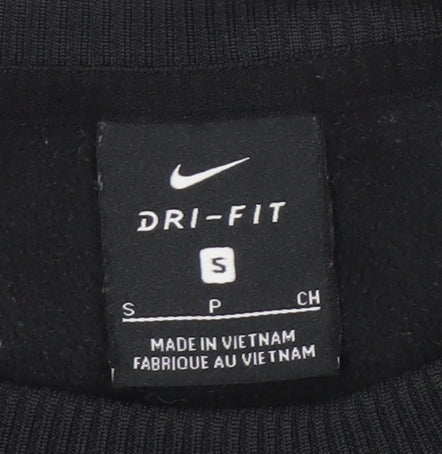 DRI-FIT
S
S P CH
MADE IN VIETNAM
FABRIQUE AU VIETNAM